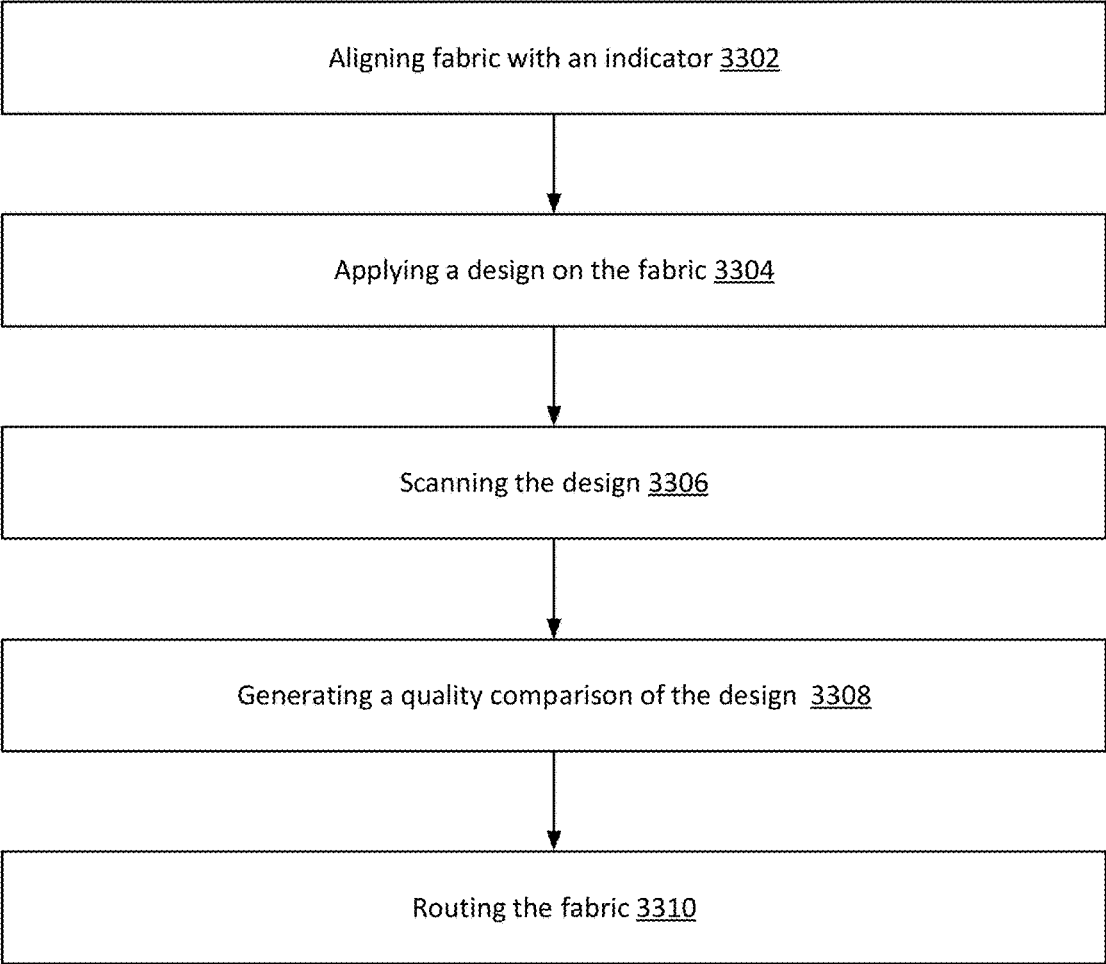 Aligning fabric with an indicator 3302
Applying a design on the fabric 3304
Scanning the design 3306
Generating a quality comparison of the design 3308
Routing the fabric 3310